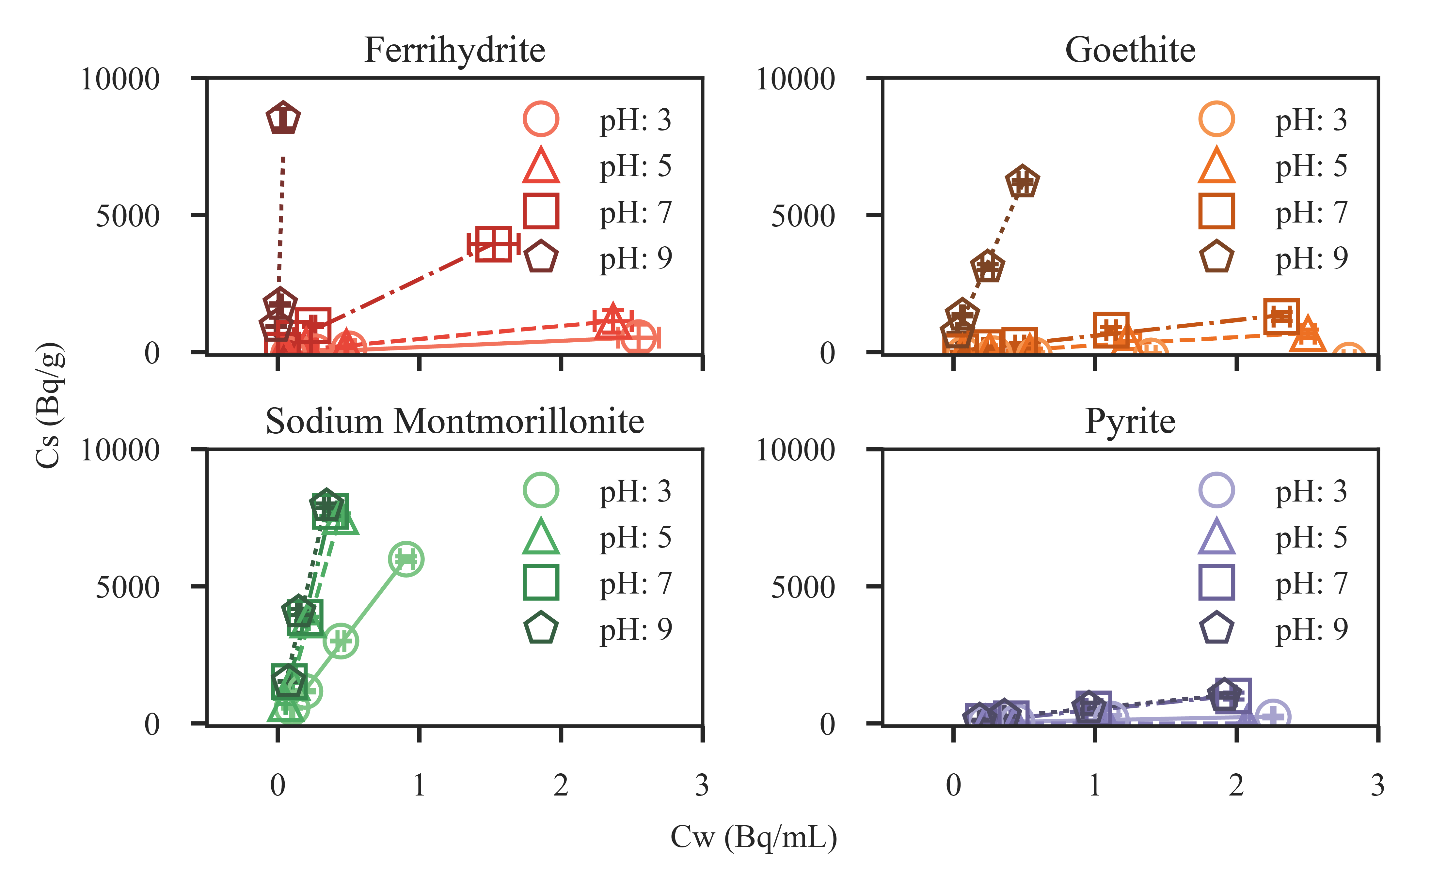 Ferrihydrite
10000
5000
0
pH: 3
pH: 5
pH: 7
pH: 9
Goethite
10000
5000
0
pH: 3
pH: 5
pH: 7
pH: 9
Cs (Bq/g)
Sodium Montmorillonite
10000
5000
0
0 1 2 3
pH: 3
pH: 5
pH: 7
pH: 9
Pyrite
10000
5000
0
0 1 2 3
pH: 3
pH: 5
pH: 7
pH: 9
Cw (Bq/mL)